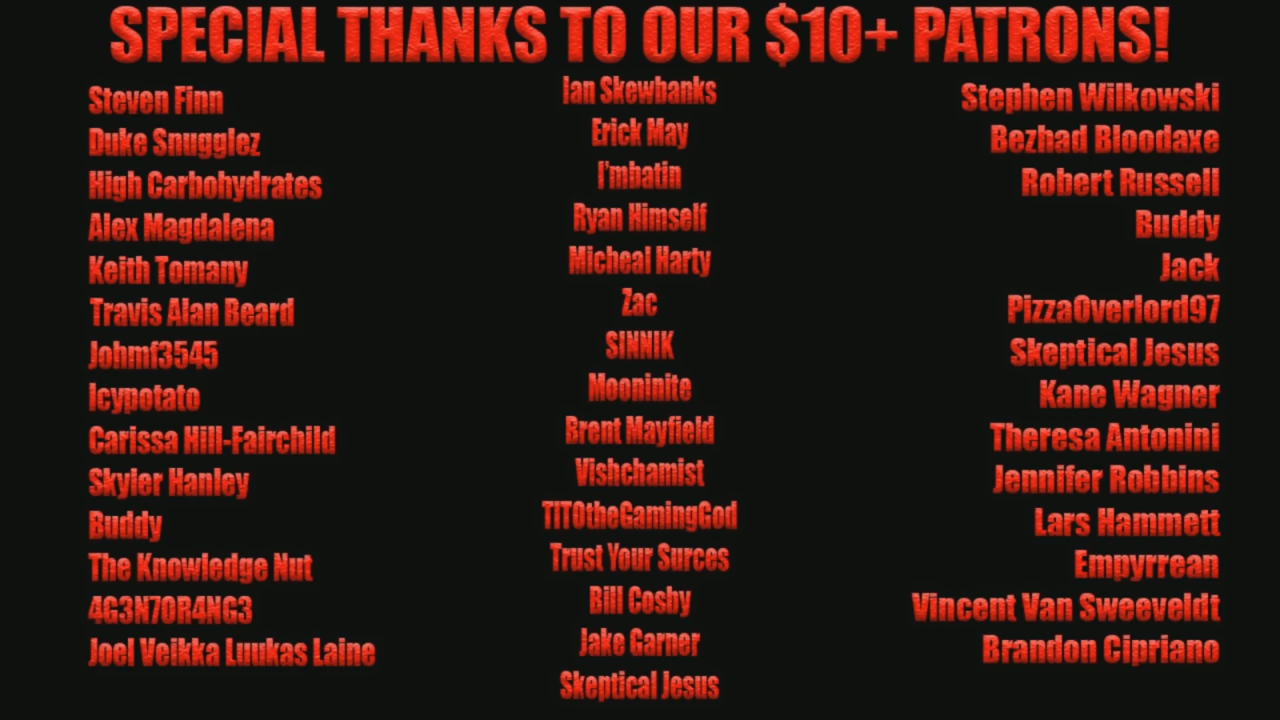 SPECIAL THANKS TO OUR $10+ PATRONS!
Steven Finn
Duke Snugglez
High Carbohydrates
Alex Magdalena
Keith Tomany
Travis Alan Beard
Johmf3545
Icypotato
Carissa Hill-Fairchild
Skyler Hanley
Buddy
The Knowledge Nut
4G3N7OR4NG3
Joel Veikka Luukas Laine
Ian Skewbanks
Erick May
I'mbatin
Ryan Himself
Micheal Harty
Zac
SINNIK
Mooninite
Brent Mayfield
Vishchamist
TITOtheGamingGod
Trust Your Surces
Bill Cosby
Jake Garner
Skeptical Jesus
Stephen Wilkowski
Bezhad Bloodaxe
Robert Russell
Buddy
Jack
PizzaOverlord97
Skeptical Jesus
Kane Wagner
Theresa Antonini
Jennifer Robbins
Lars Hammett
Empyrrean
Vincent Van Sweeveldt
Brandon Cipriano